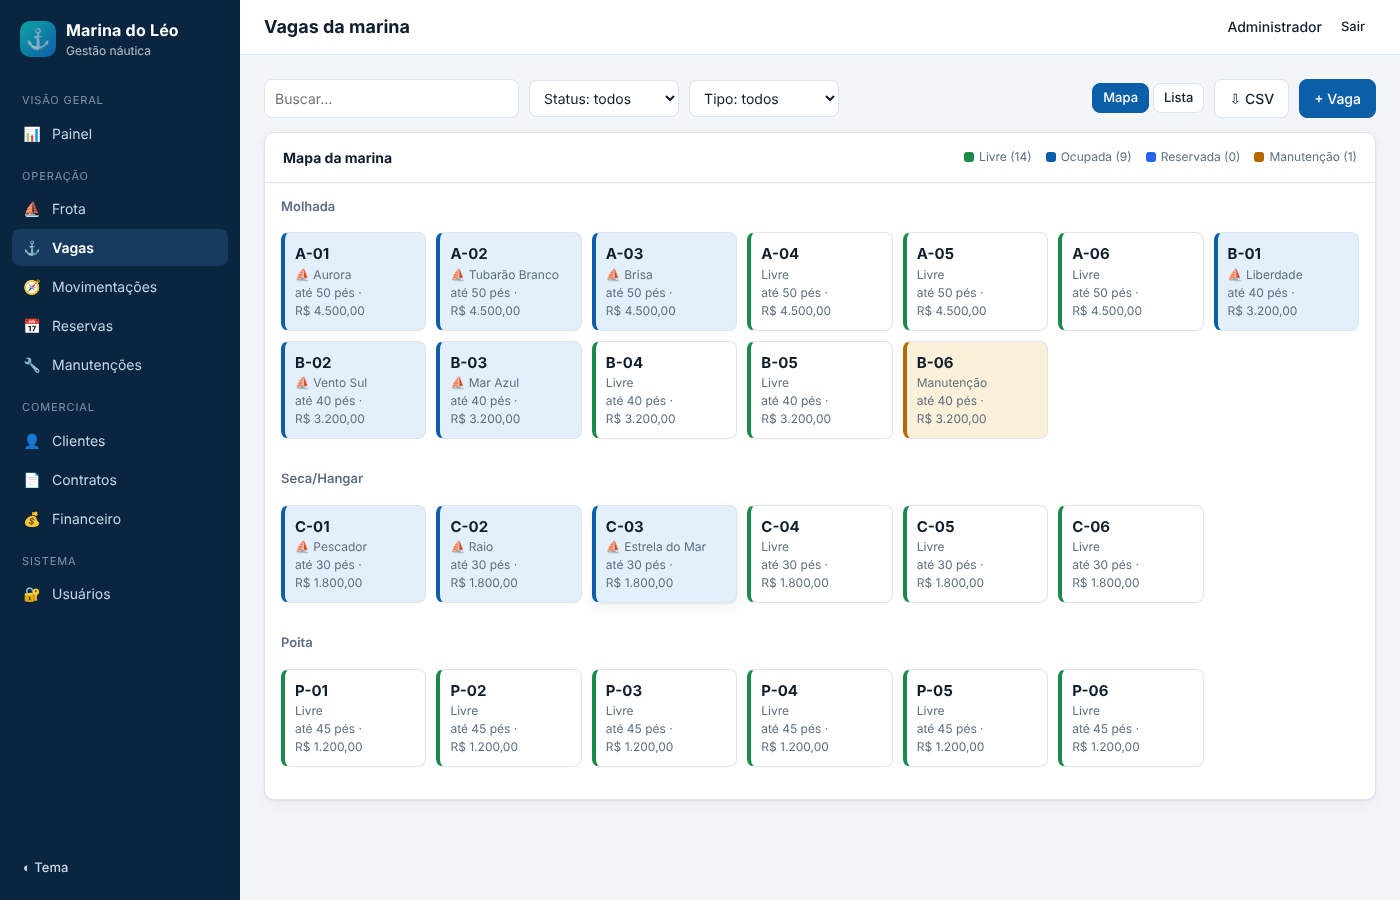 Marina do Léo
Gestão náutica
VISÃO GERAL
Painel
OPERAÇÃO
Frota
Vagas
Movimentações
Reservas
Manutenções
COMERCIAL
Clientes
Contratos
Financeiro
SISTEMA
Usuários
Tema
Vagas da marina
Administrador Sair
Buscar... Status: todos Tipo: todos Mapa Lista ⇩ CSV + Vaga
Mapa da marina Livre (14) Ocupada (9) Reservada (0) Manutenção (1)
Molhada
A-01 A-02 A-03 A-04 A-05 A-06 B-01
Aurora Tubarão Branco Brisa Livre Livre Livre Liberdade
até 50 pés · até 50 pés · até 50 pés · até 50 pés · até 50 pés · até 50 pés · até 40 pés ·
R$ 4.500,00 R$ 4.500,00 R$ 4.500,00 R$ 4.500,00 R$ 4.500,00 R$ 4.500,00 R$ 3.200,00
B-02 B-03 B-04 B-05 B-06
Vento Sul Mar Azul Livre Livre Manutenção
até 40 pés · até 40 pés · até 40 pés · até 40 pés · até 40 pés ·
R$ 3.200,00 R$ 3.200,00 R$ 3.200,00 R$ 3.200,00 R$ 3.200,00
Seca/Hangar
C-01 C-02 C-03 C-04 C-05 C-06
Pescador Raio Estrela do Mar Livre Livre Livre
até 30 pés · até 30 pés · até 30 pés · até 30 pés · até 30 pés · até 30 pés ·
R$ 1.800,00 R$ 1.800,00 R$ 1.800,00 R$ 1.800,00 R$ 1.800,00 R$ 1.800,00
Poita
P-01 P-02 P-03 P-04 P-05 P-06
Livre Livre Livre Livre Livre Livre
até 45 pés · até 45 pés · até 45 pés · até 45 pés · até 45 pés · até 45 pés ·
R$ 1.200,00 R$ 1.200,00 R$ 1.200,00 R$ 1.200,00 R$ 1.200,00 R$ 1.200,00